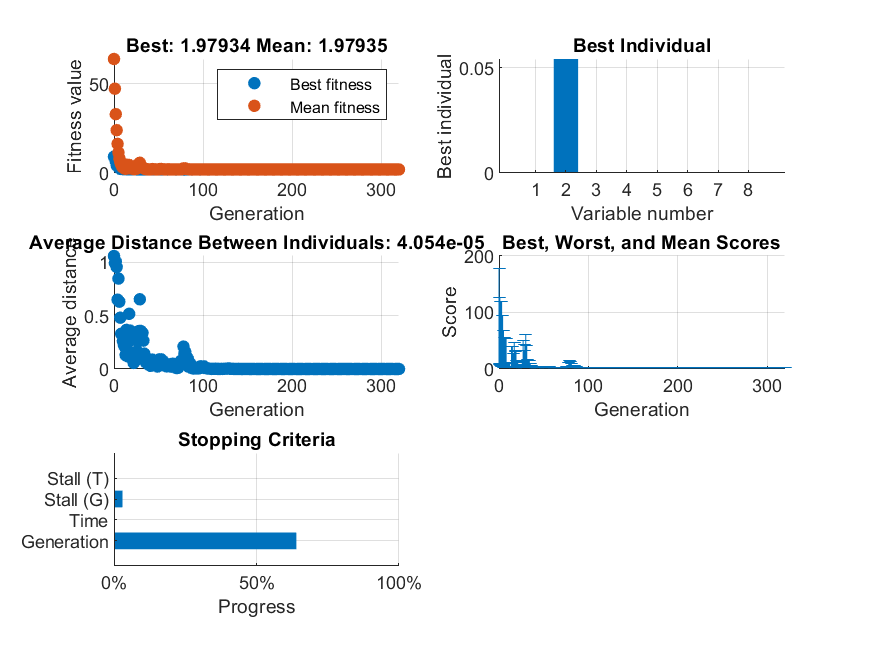 Best: 1.97934 Mean: 1.97935
Fitness value
50
0
Best fitness
Mean fitness
0 100 200 300
Generation
Best Individual
Best individual
0.05
0
1 2 3 4 5 6 7 8
Variable number
Average Distance Between Individuals: 4.054e-05
Average distance
1
0.5
0
0 100 200 300
Generation
Best, Worst, and Mean Scores
Score
200
100
0
0 100 200 300
Generation
Stopping Criteria
Stall (T)
Stall (G)
Time
Generation
0% 50% 100%
Progress